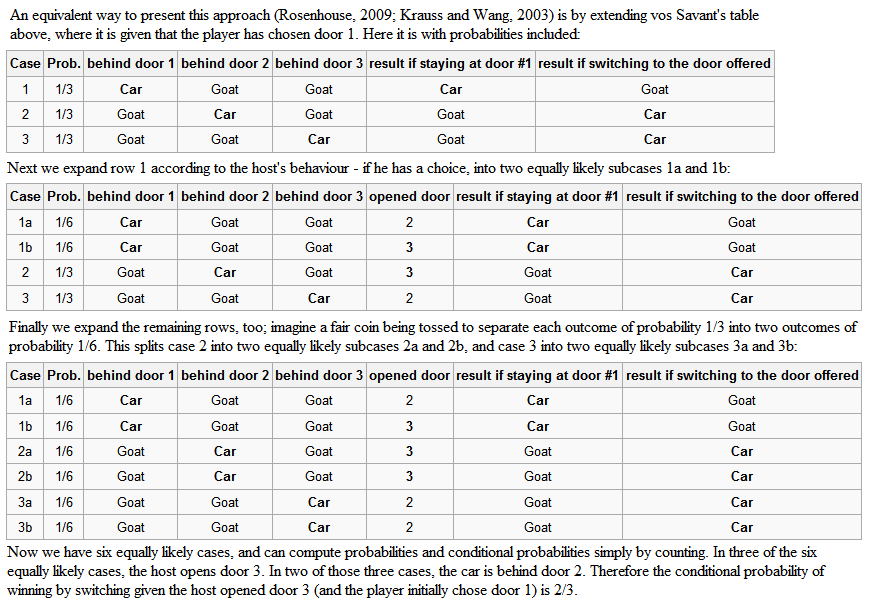 An equivalent way to present this approach (Rosenhouse, 2009; Krauss and Wang, 2003) is by extending vos Savant's table
above, where it is given that the player has chosen door 1. Here it is with probabilities included:
Case Prob. behind door 1 behind door 2 behind door 3 result if staying at door #1 result if switching to the door offered
1 1/3 Car Goat Goat Car Goat
2 1/3 Goat Car Goat Goat Car
3 1/3 Goat Goat Car Goat Car
Next we expand row 1 according to the host's behaviour - if he has a choice, into two equally likely subcases 1a and 1b:
Case Prob. behind door 1 behind door 2 behind door 3 opened door result if staying at door #1 result if switching to the door offered
1a 1/6 Car Goat Goat 2 Car Goat
1b 1/6 Car Goat Goat 3 Car Goat
2 1/3 Goat Car Goat 3 Goat Car
3 1/3 Goat Goat Car 2 Goat Car
Finally we expand the remaining rows, too; imagine a fair coin being tossed to separate each outcome of probability 1/3 into two outcomes of
probability 1/6. This splits case 2 into two equally likely subcases 2a and 2b, and case 3 into two equally likely subcases 3a and 3b:
Case Prob. behind door 1 behind door 2 behind door 3 opened door result if staying at door #1 result if switching to the door offered
1a 1/6 Car Goat Goat 2 Car Goat
1b 1/6 Car Goat Goat 3 Car Goat
2a 1/6 Goat Car Goat 3 Goat Car
2b 1/6 Goat Car Goat 3 Goat Car
3a 1/6 Goat Goat Car 2 Goat Car
3b 1/6 Goat Goat Car 2 Goat Car
Now we have six equally likely cases, and can compute probabilities and conditional probabilities simply by counting. In three of the six
equally likely cases, the host opens door 3. In two of those three cases, the car is behind door 2. Therefore the conditional probability of
winning by switching given the host opened door 3 (and the player initially chose door 1) is 2/3.